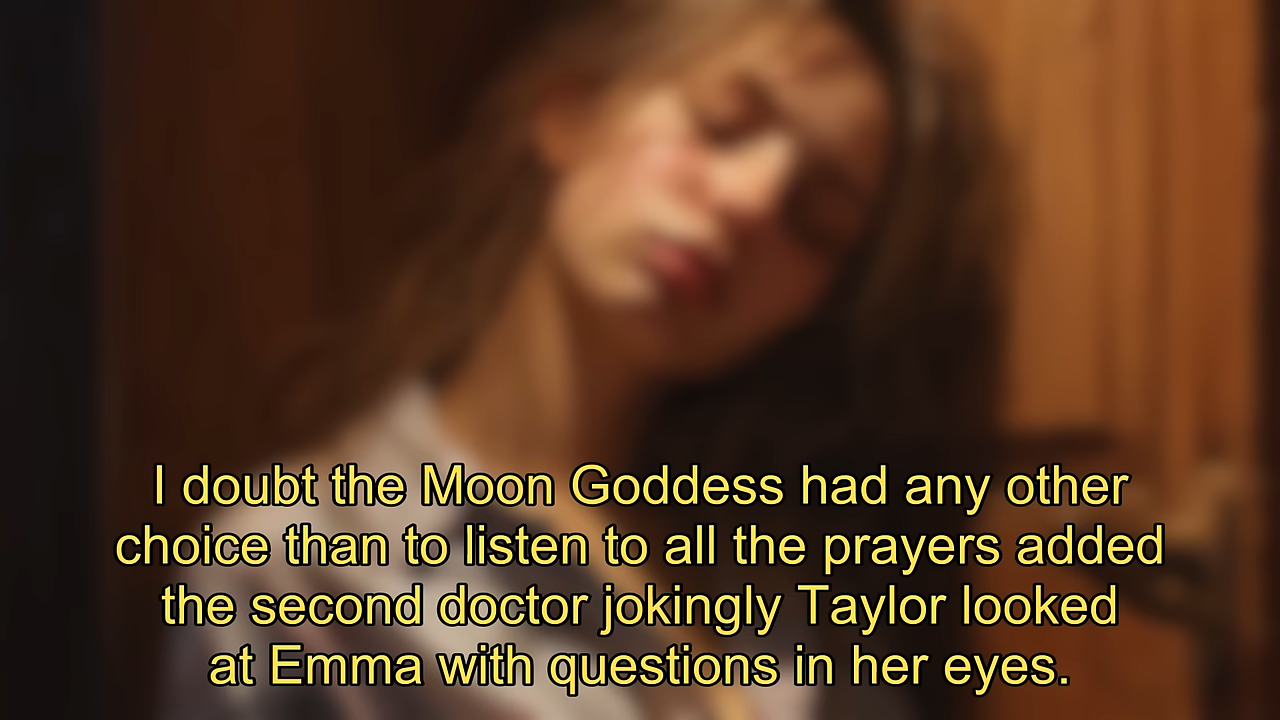 I doubt the Moon Goddess had any other
choice than to listen to all the prayers added
the second doctor jokingly Taylor looked
at Emma with questions in her eyes.